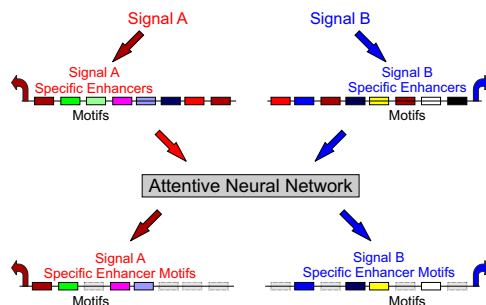 Signal A
Signal B
Signal A
Specific Enhancers
Signal B
Specific Enhancers
Motifs
Motifs
Attentive Neural Network
Signal A
Specific Enhancer Motifs
Signal B
Specific Enhancer Motifs
Motifs
Motifs